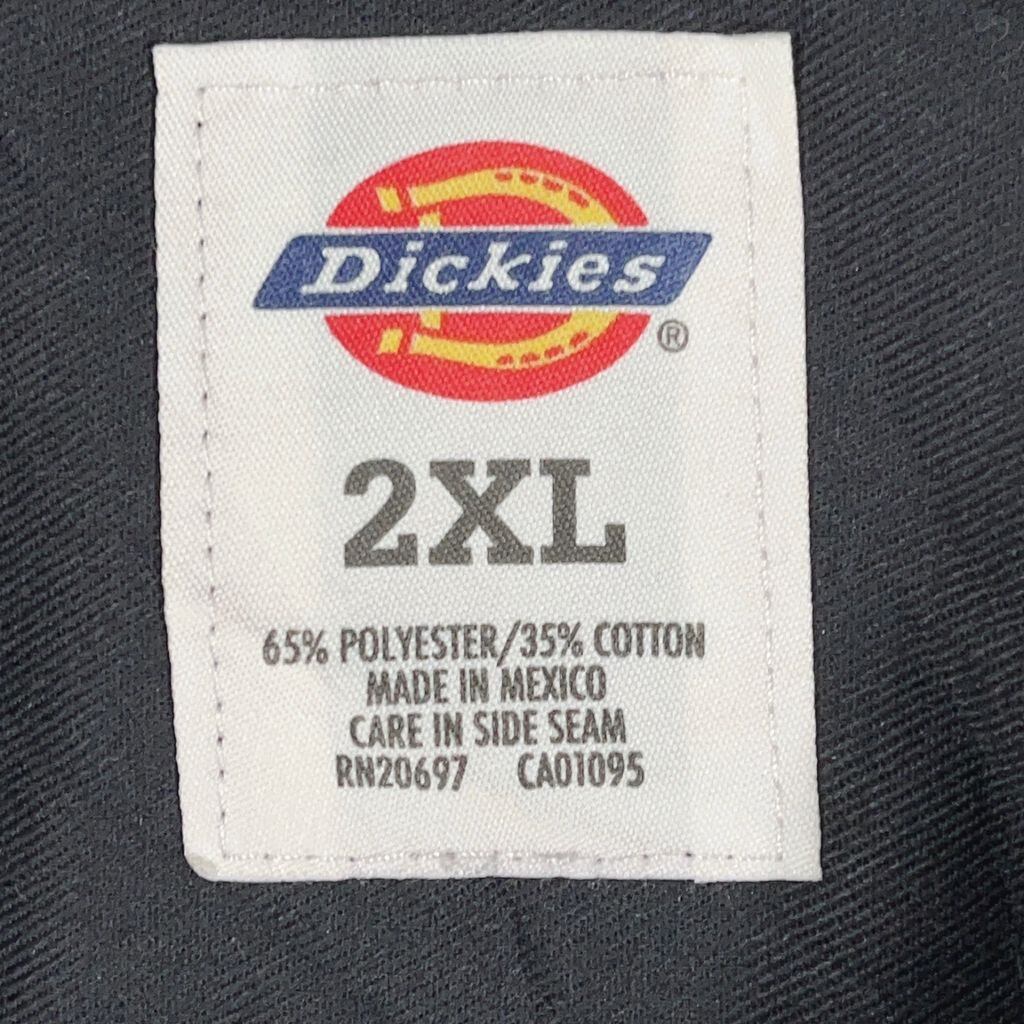 Dickies
®
2XL
65% POLYESTER/35% COTTON
MADE IN MEXICO
CARE IN SIDE SEAM
RN20697 CA01095